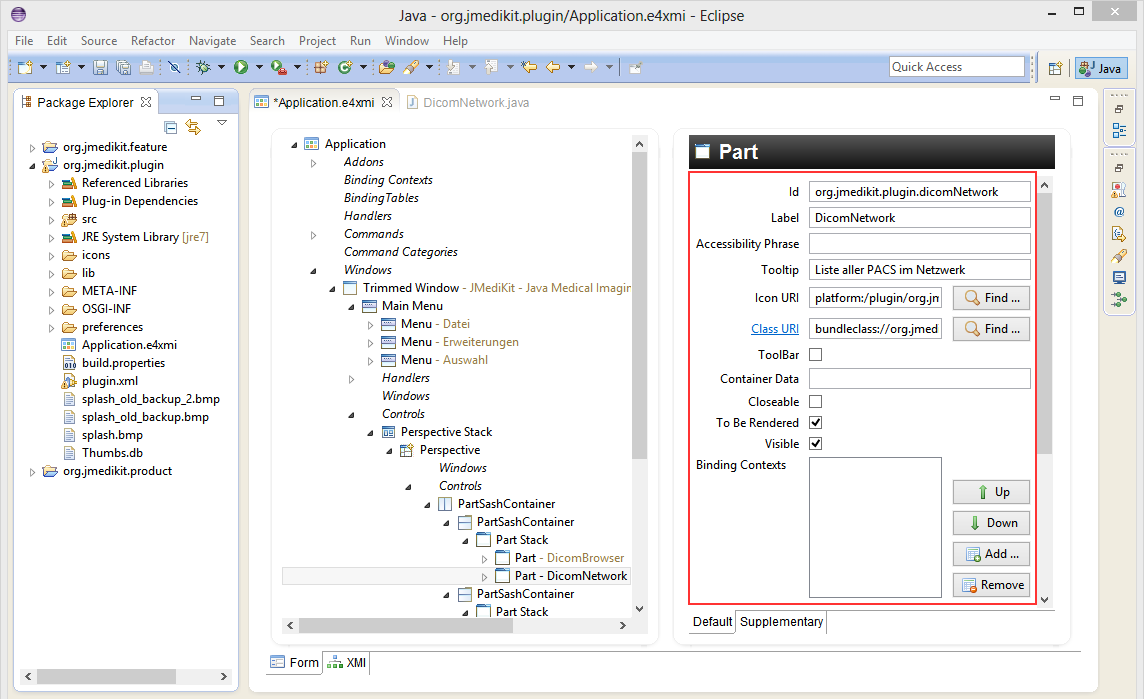 Java - org.jmedikit.plugin/Application.e4xmi - Eclipse
File Edit Source Refactor Navigate Search Project Run Window Help
Quick Access
Java
Package Explorer
org.jmedikit.feature
org.jmedikit.plugin
Referenced Libraries
Plug-in Dependencies
src
JRE System Library [jre7]
icons
lib
META-INF
OSGI-INF
preferences
Application.e4xmi
build.properties
plugin.xml
splash_old_backup_2.bmp
splash_old_backup.bmp
splash.bmp
Thumbs.db
org.jmedikit.product
*Application.e4xmi
DicomNetwork.java
Application
Addons
Binding Contexts
BindingTables
Handlers
Commands
Command Categories
Windows
Trimmed Window - JMediKit - Java Medical Imagin
Main Menu
Menu - Datei
Menu - Erweiterungen
Menu - Auswahl
Handlers
Windows
Controls
Perspective Stack
Perspective
Windows
Controls
PartSashContainer
PartSashContainer
Part Stack
Part - DicomBrowser
Part - DicomNetwork
PartSashContainer
Part Stack
Part
Id org.jmedikit.plugin.dicomNetwork
Label DicomNetwork
Accessibility Phrase
Tooltip Liste aller PACS im Netzwerk
Icon URI platform:/plugin/org.jm Find ...
Class URI bundleclass://org.jmed Find ...
ToolBar
Container Data
Closeable
To Be Rendered
Visible
Binding Contexts
Up
Down
Add ...
Remove
Default Supplementary
Form XMI